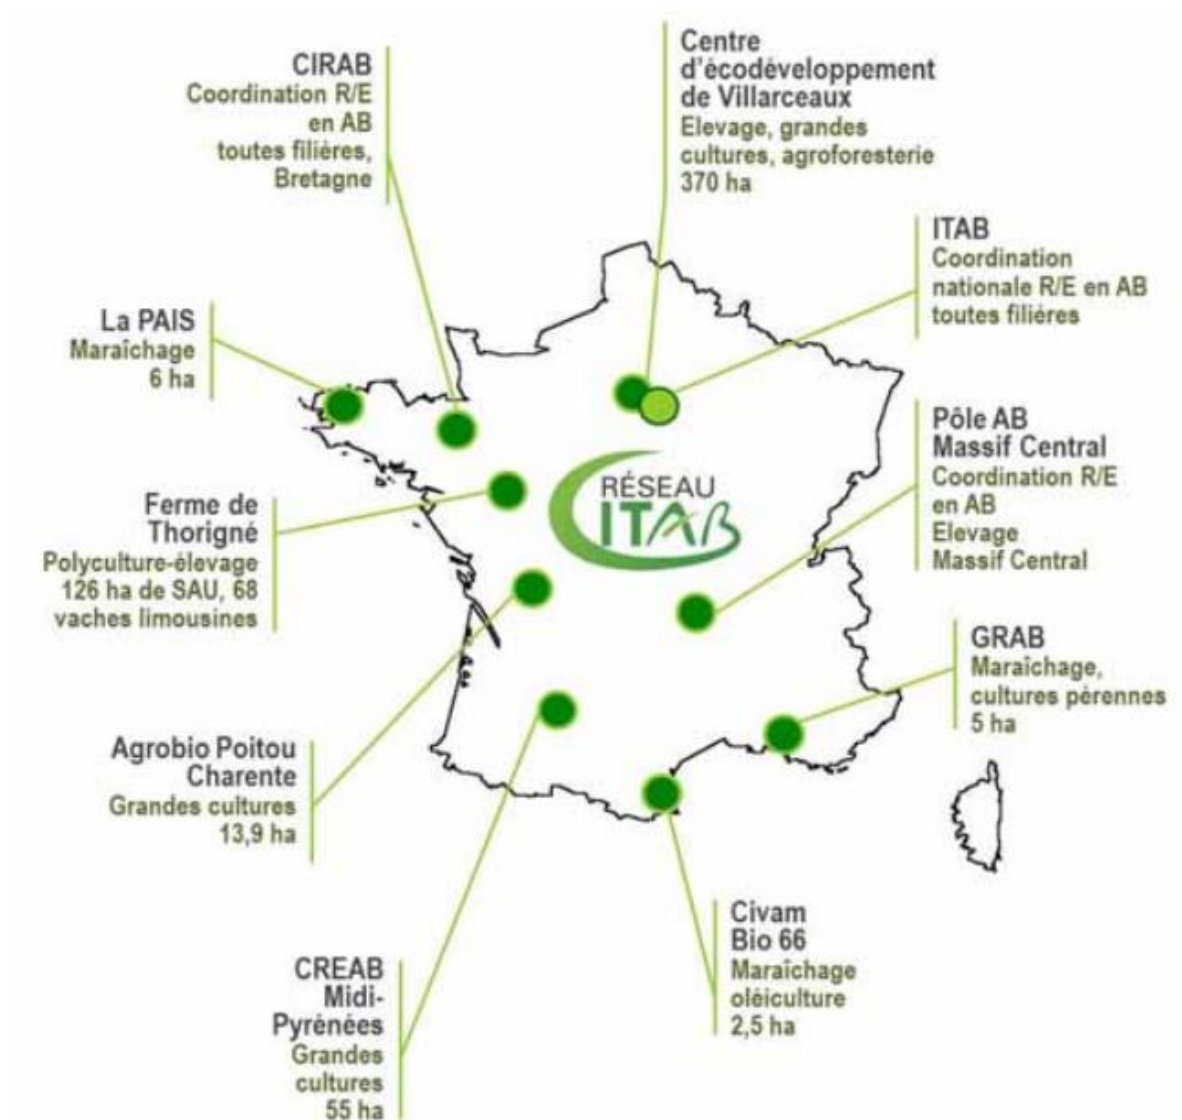 CIRAB
Coordination R/E
en AB
toutes filières,
Bretagne
Centre
d'écodéveloppement
de Villarceaux
Elevage, grandes
cultures, agroforesterie
370 ha
ITAB
Coordination
nationale R/E en AB
toutes filières
La PAIS
Maraîchage
6 ha
Pôle AB
Massif Central
Coordination R/E
en AB
Elevage
Massif Central
RÉSEAU
ITAB
Ferme de
Thorigné
Polyculture-élevage
126 ha de SAU, 68
vaches limousines
GRAB
Maraîchage,
cultures pérennes
5 ha
Agrobio Poitou
Charente
Grandes cultures
13,9 ha
Civam
Bio 66
Maraîchage
oléiculture
2,5 ha
CREAB
Midi-
Pyrénées
Grandes
cultures
55 ha